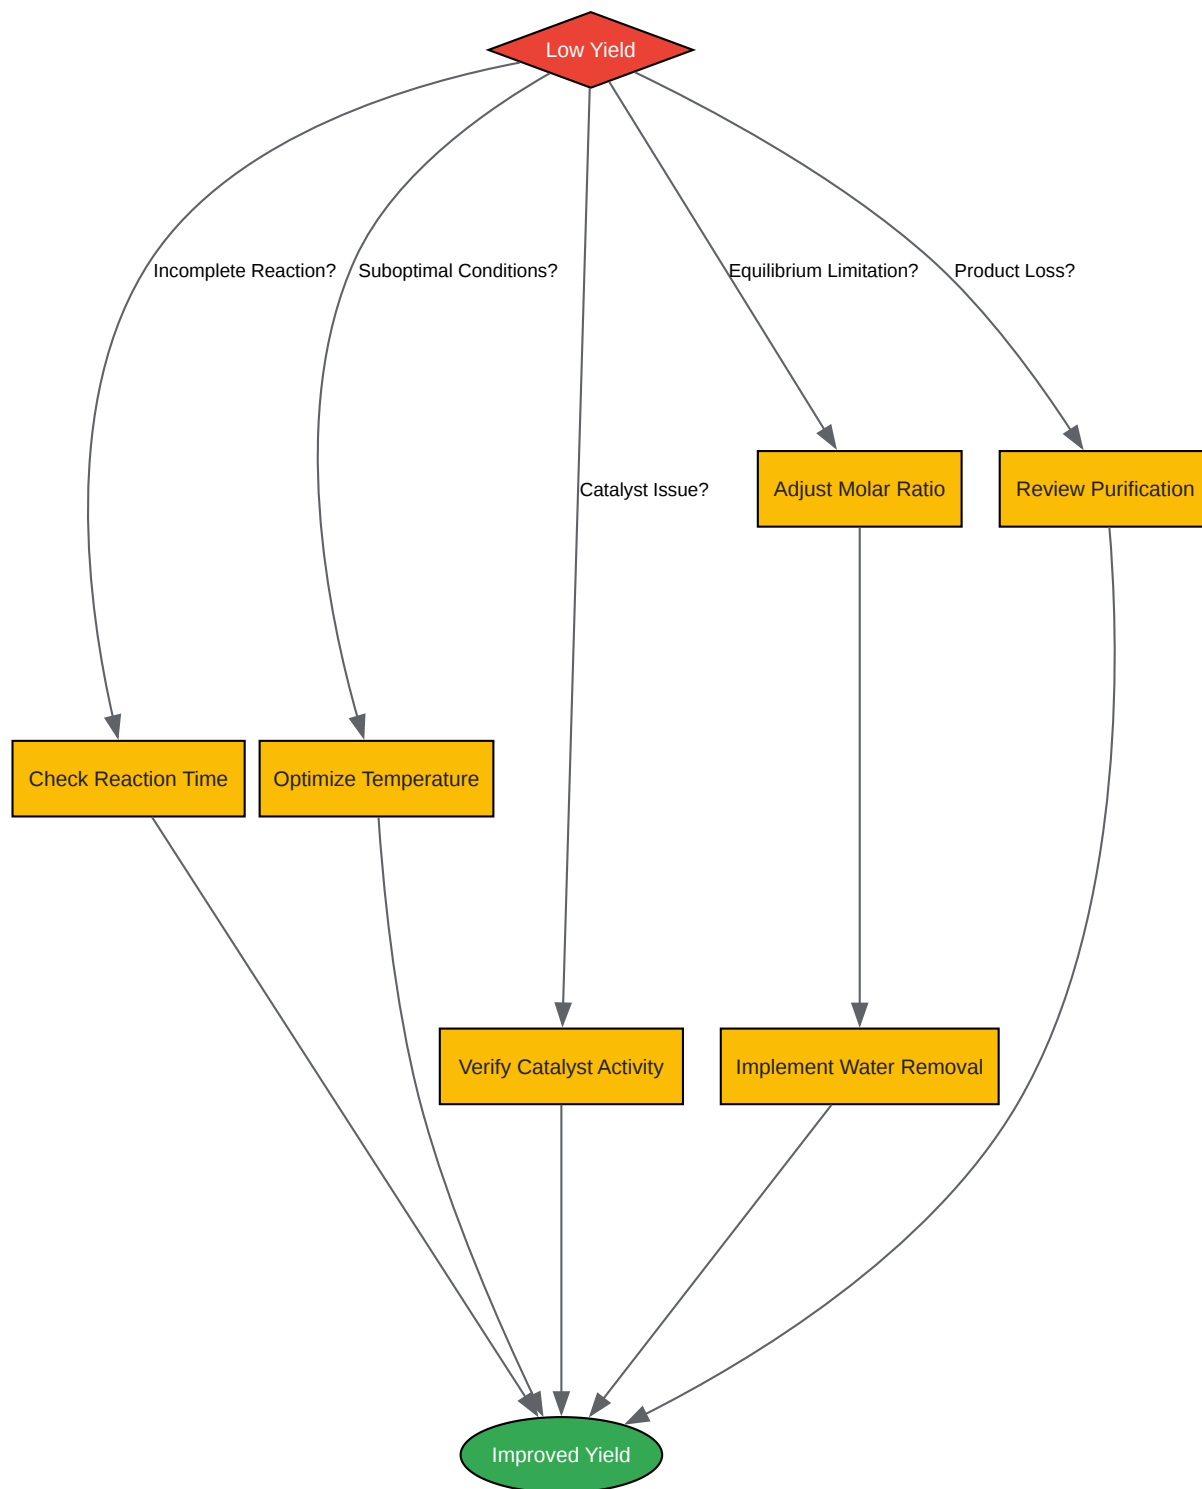 Low Yield
Incomplete Reaction?
Suboptimal Conditions?
Equilibrium Limitation?
Product Loss?
Catalyst Issue?
Adjust Molar Ratio
Review Purification
Check Reaction Time
Optimize Temperature
Verify Catalyst Activity
Implement Water Removal
Improved Yield